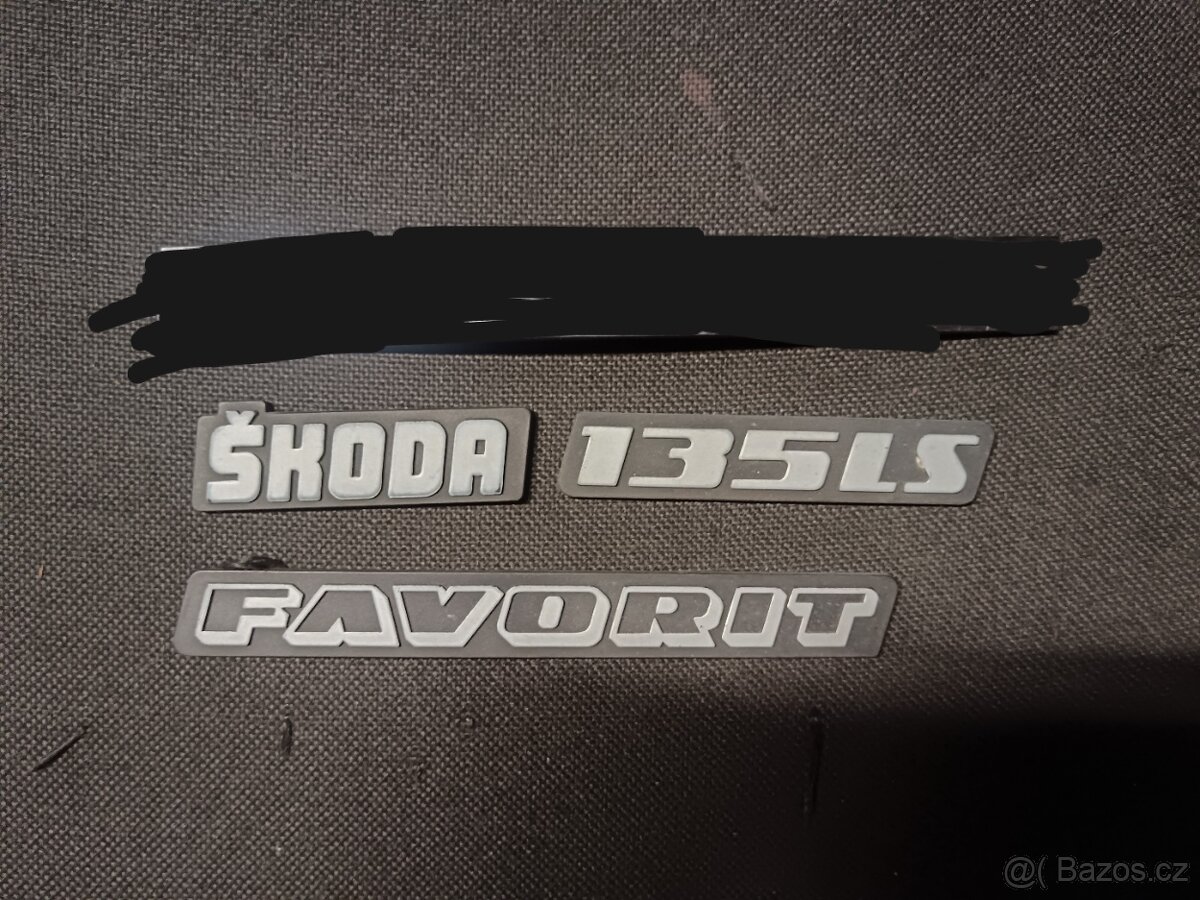 ŠKODA 135LS
FAVORIT
@( Bazos.cz